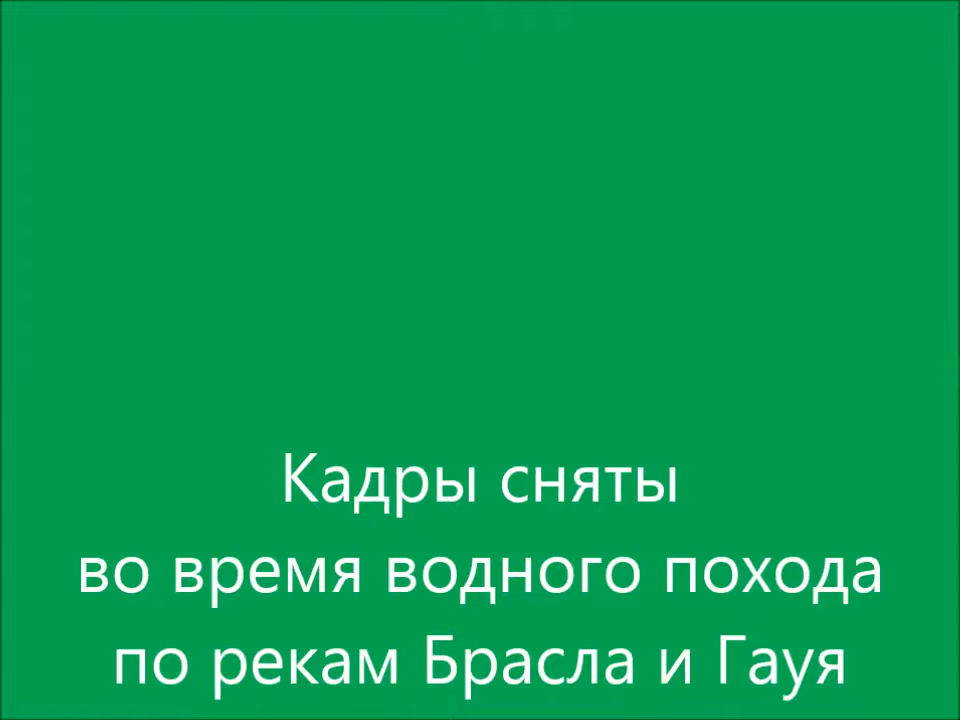 Кадры сняты
во время водного похода
по рекам Брасла и Гауя